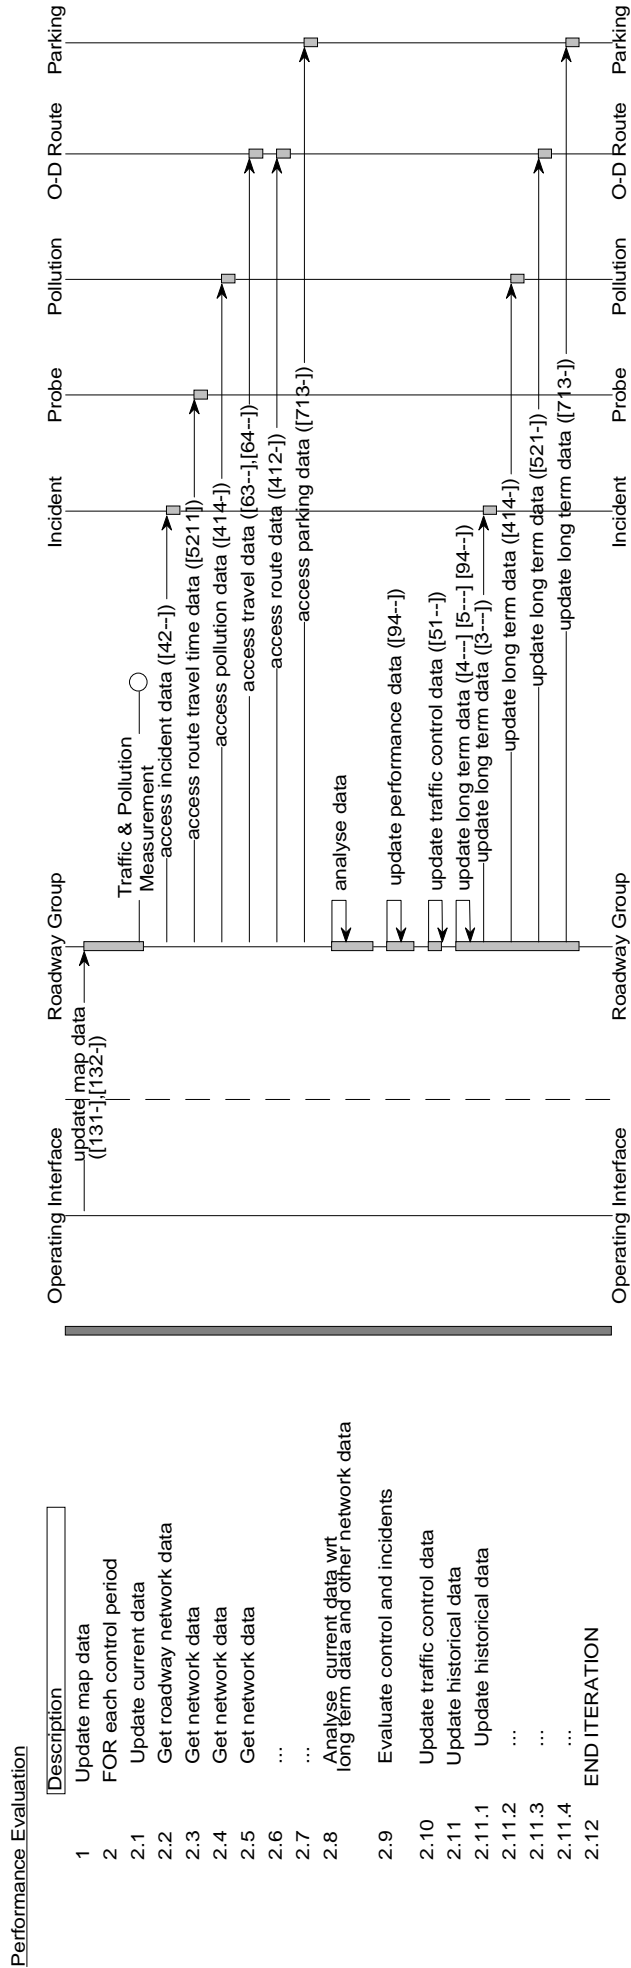 Performance Evaluation
Description
1 Update map data
2 FOR each control period
2.1 Update current data
2.2 Get roadway network data
2.3 Get network data
2.4 Get network data
2.5 Get network data
2.6 ...
2.7 ...
2.8 Analyse current data wrt
long term data and other network data
2.9 Evaluate control and incidents
2.10 Update traffic control data
2.11 Update historical data
2.11.1 Update historical data
2.11.2 ...
2.11.3 ...
2.11.4 ...
2.12 END ITERATION
Operating Interface Roadway Group Incident Probe Pollution O-D Route Parking
update map data
([131-],[132-])
Traffic & Pollution
Measurement
access incident data ([42--])
access route travel time data ([5211])
access pollution data ([414-])
access travel data ([63--],[64--])
access route data ([412-])
access parking data ([713-])
analyse data
update performance data ([94--])
update traffic control data ([51--])
update long term data ([4---] [5---] [94--])
update long term data ([3---])
update long term data ([414-])
update long term data ([521-])
update long term data ([713-])
Operating Interface Roadway Group Incident Probe Pollution O-D Route Parking